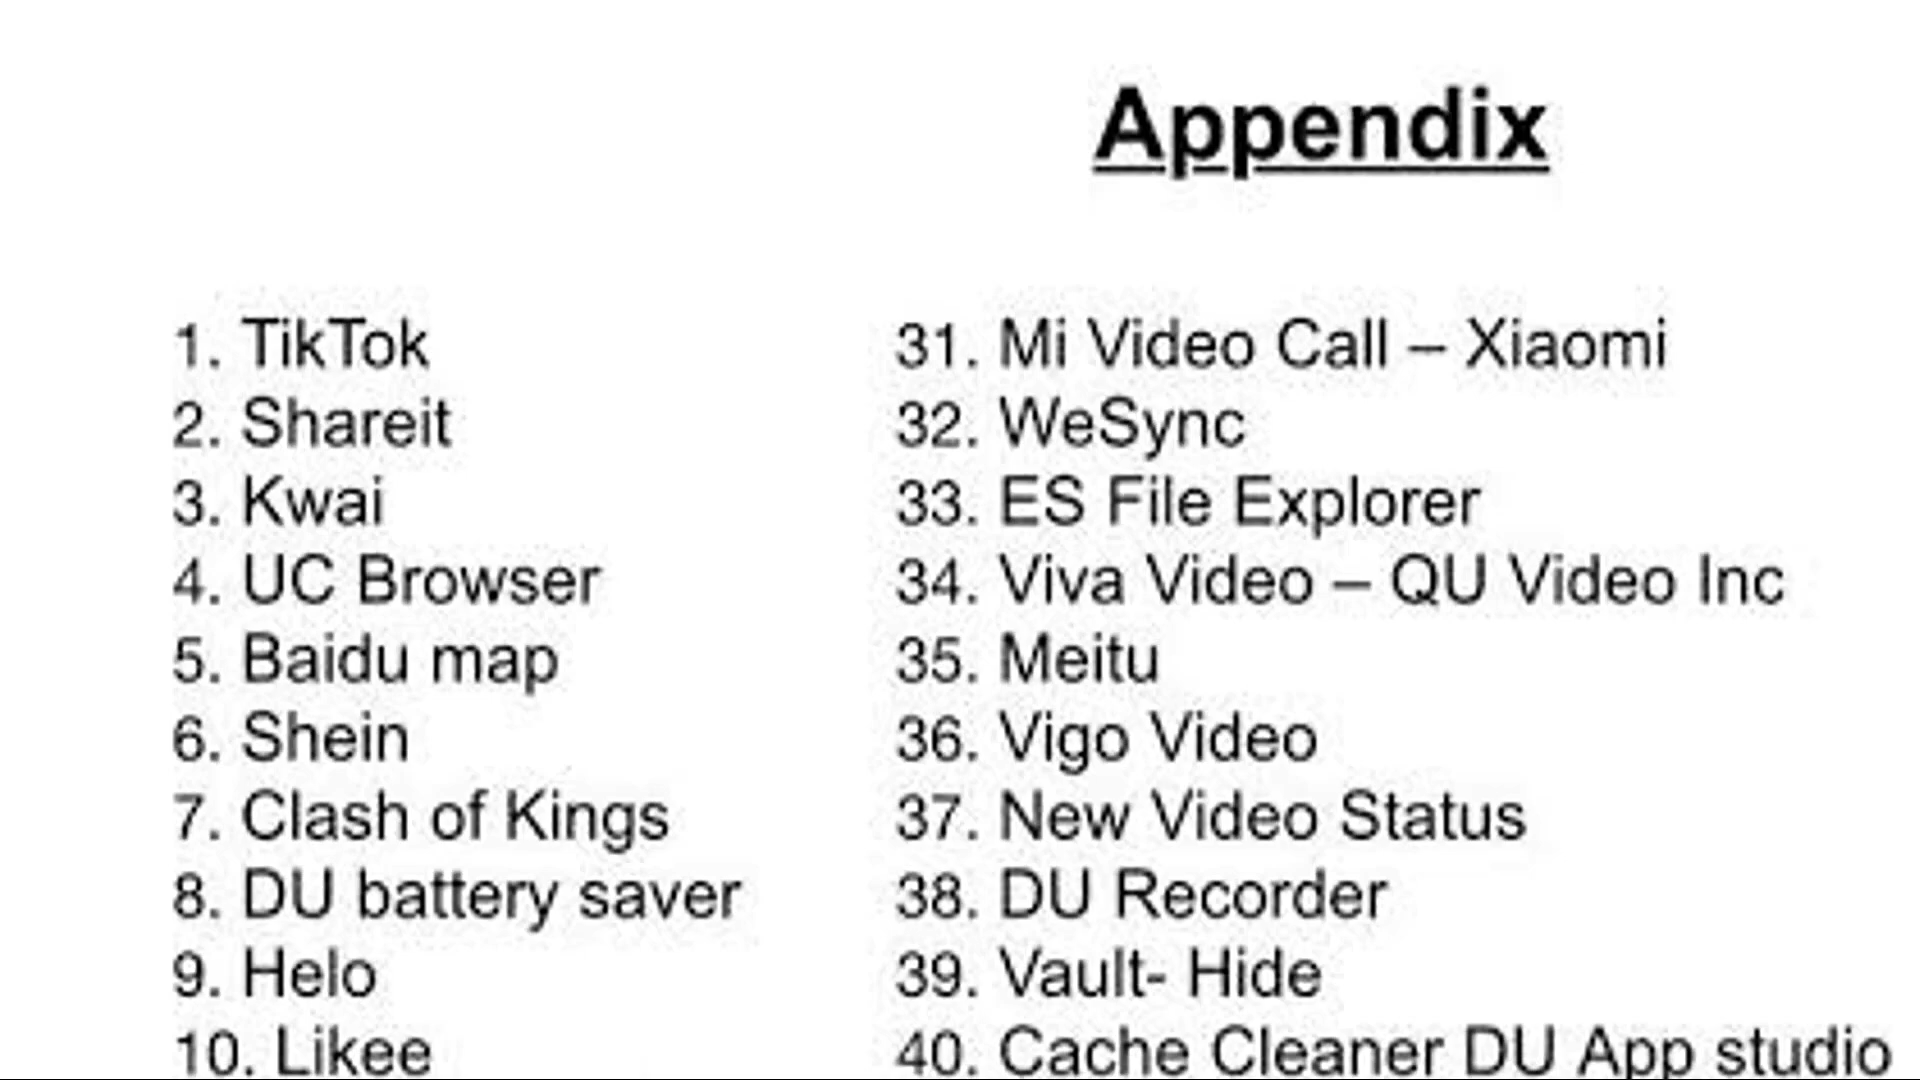 Appendix
1. TikTok
2. Shareit
3. Kwai
4. UC Browser
5. Baidu map
6. Shein
7. Clash of Kings
8. DU battery saver
9. Helo
10. Likee
31. Mi Video Call – Xiaomi
32. WeSync
33. ES File Explorer
34. Viva Video – QU Video Inc
35. Meitu
36. Vigo Video
37. New Video Status
38. DU Recorder
39. Vault- Hide
40. Cache Cleaner DU App studio